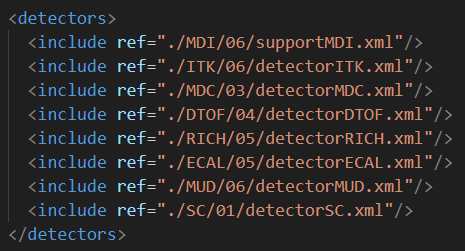 <detectors>
<include ref="./MDI/06/supportMDI.xml"/>
<include ref="./ITK/06/detectorITK.xml"/>
<include ref="./MDC/03/detectorMDC.xml"/>
<include ref="./DTOF/04/detectorDTOF.xml"/>
<include ref="./RICH/05/detectorRICH.xml"/>
<include ref="./ECAL/05/detectorECAL.xml"/>
<include ref="./MUD/06/detectorMUD.xml"/>
<include ref="./SC/01/detectorSC.xml"/>
</detectors>